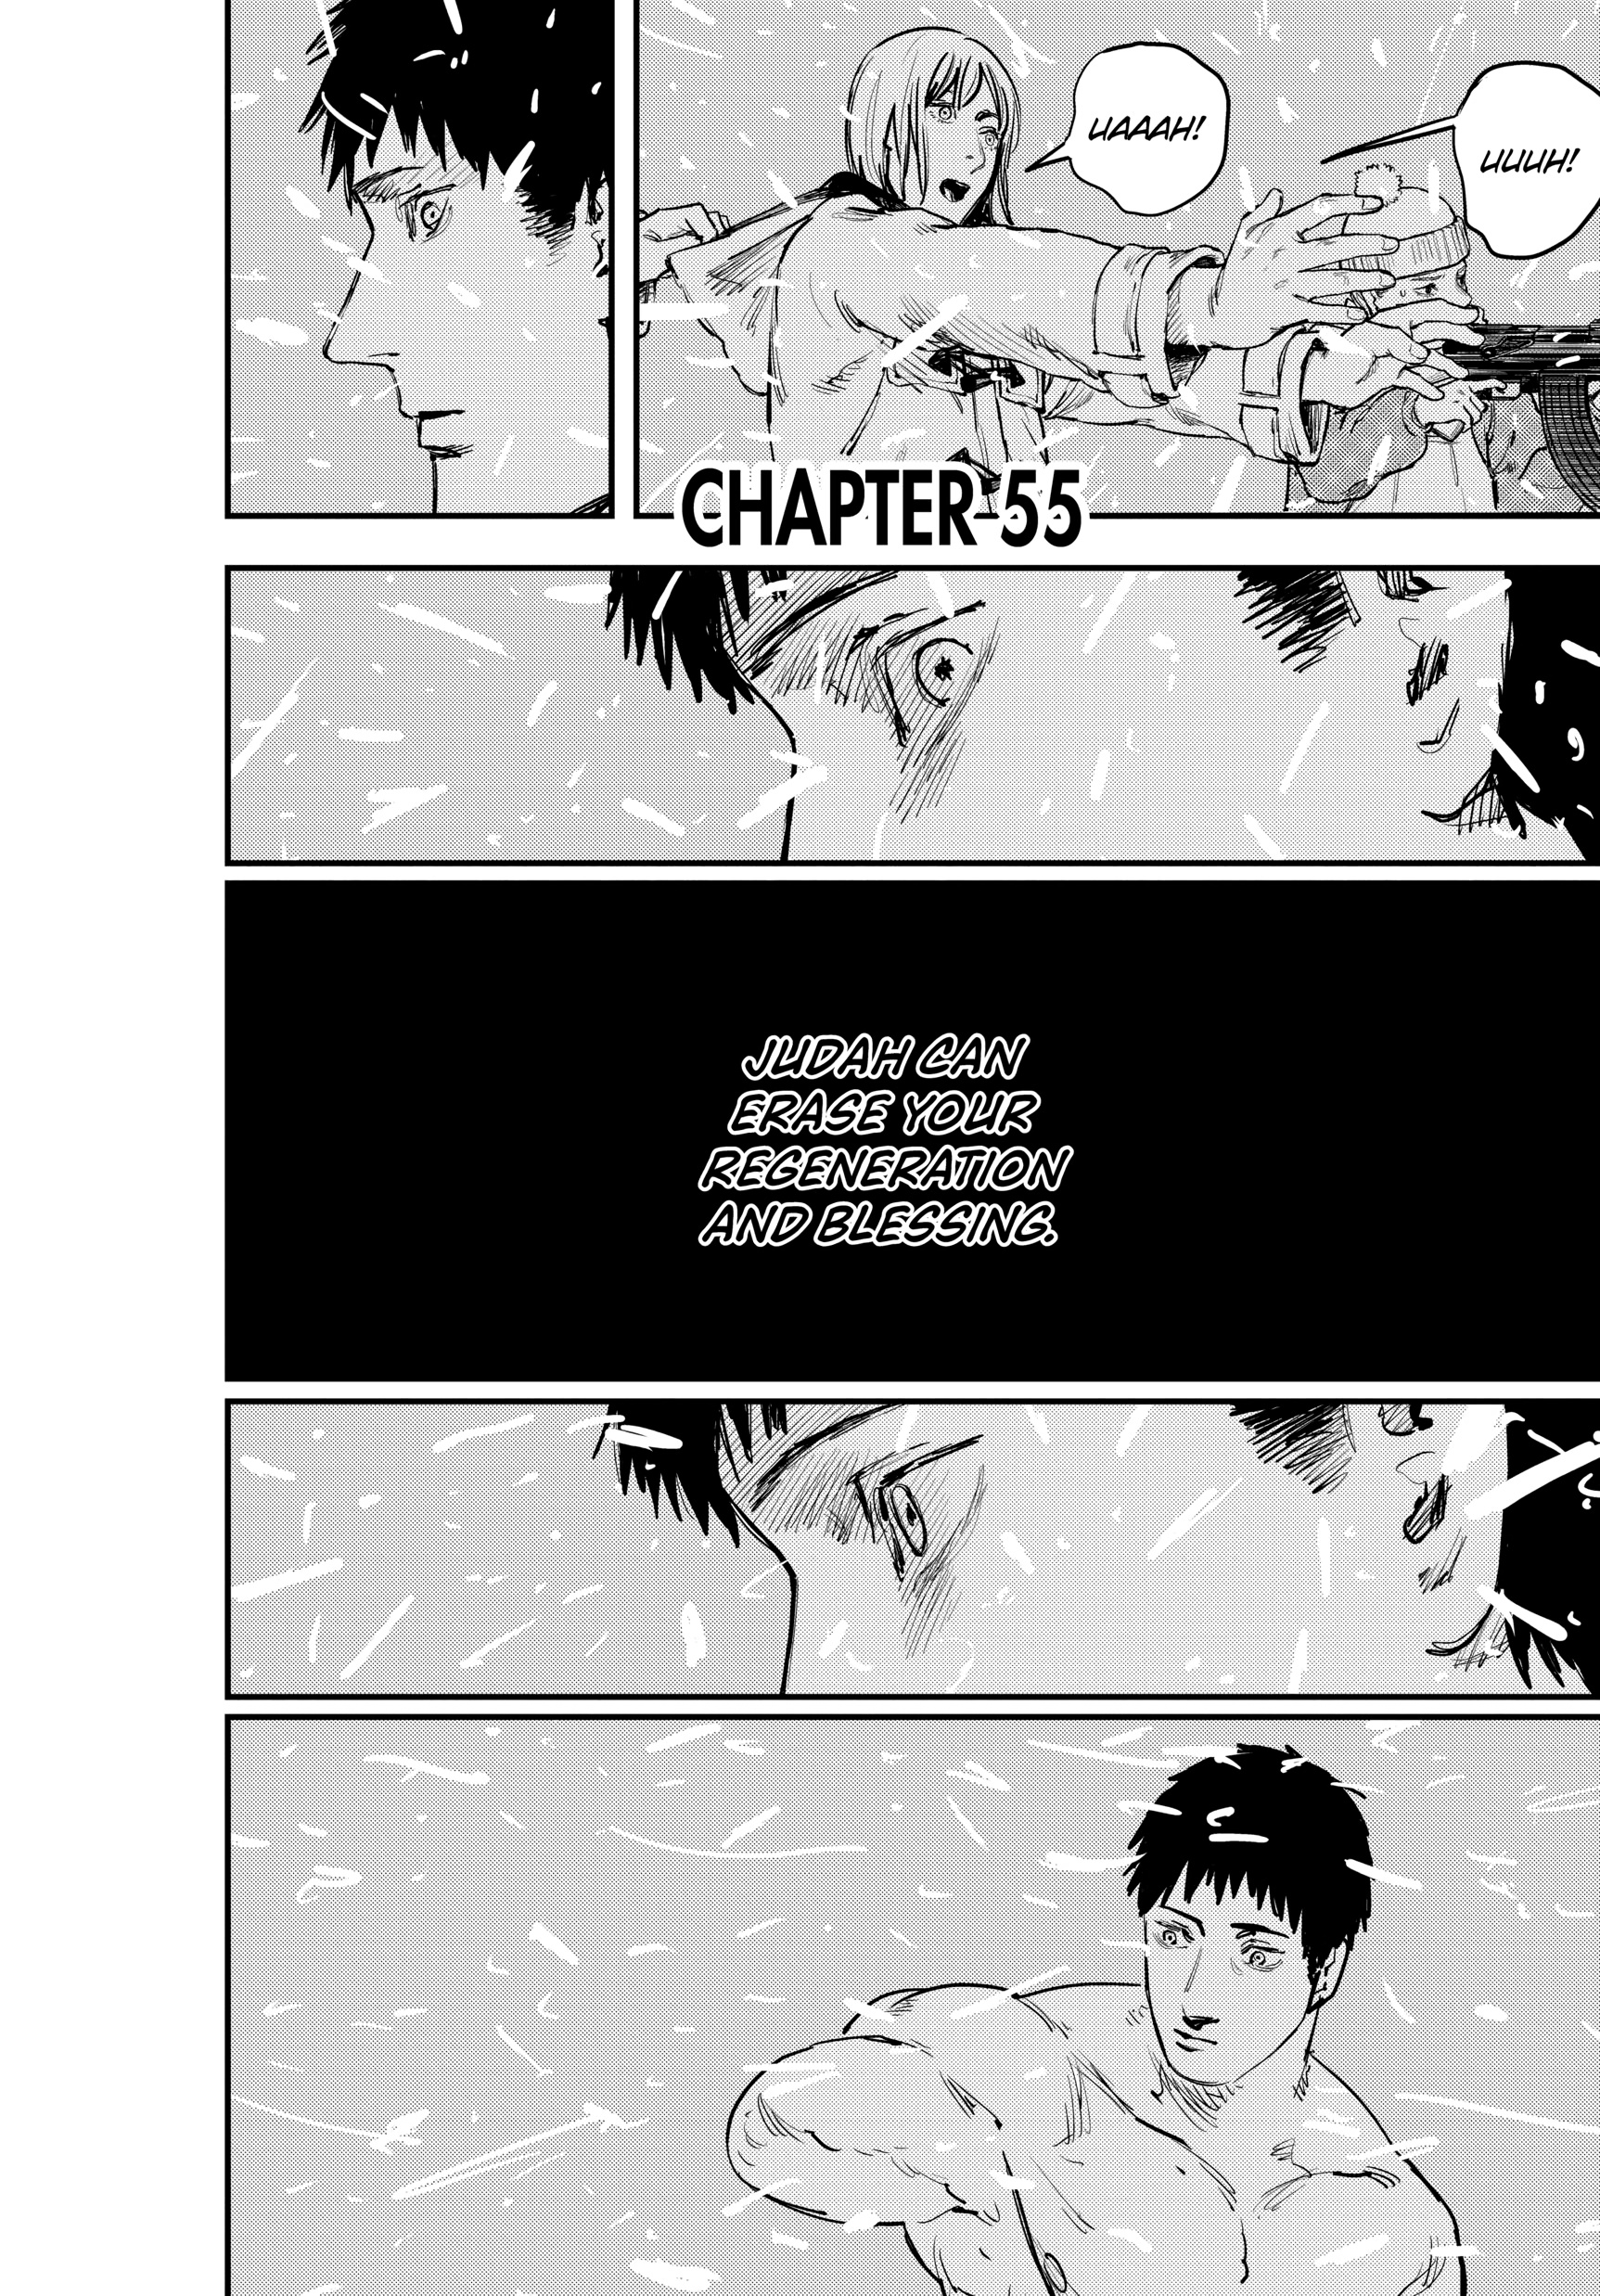 UUUH!
UAAAH!
CHAPTER 55
JUDAH CAN
ERASE YOUR
REGENERATION
AND BLESSING.